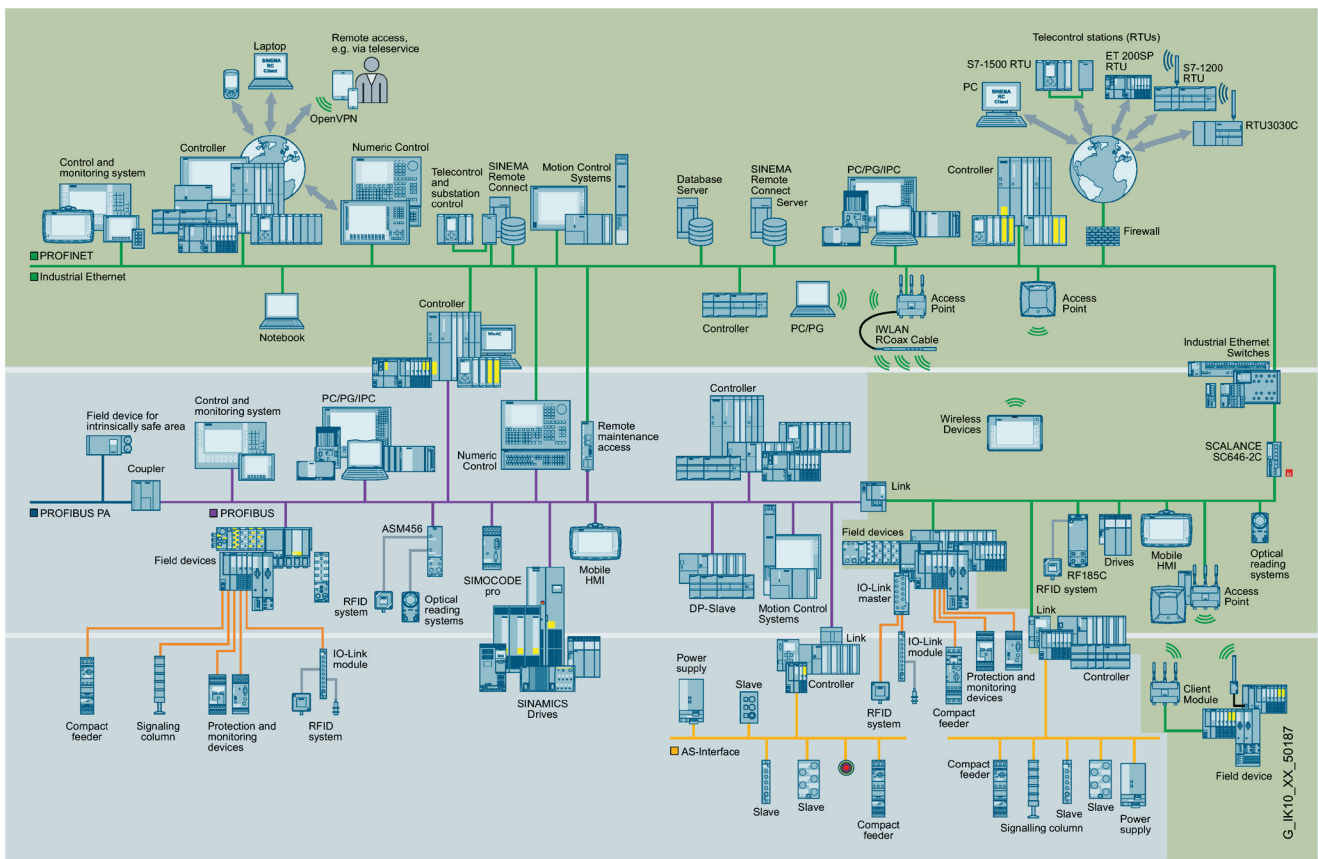 Laptop
Remote access,
e.g. via teleservice
SINEMA
RC
Client
OpenVPN
Telecontrol stations (RTUs)
S7-1500 RTU
ET 200SP
RTU
S7-1200
RTU
PC
SINEMA
RC
Client
RTU3030C
Control and
monitoring system
Controller
Numeric Control
Telecontrol
and
substation
control
SINEMA
Remote
Connect
Motion Control
Systems
Database
Server
SINEMA
Remote
Connect
Server
PC/PG/IPC
Controller
Firewall
PROFINET
Industrial Ethernet
Notebook
Controller
WinAC
Controller
PC/PG
Access
Point
IWLAN
RCoax Cable
Access
Point
Industrial Ethernet
Switches
Field device for
intrinsically safe area
Control and
monitoring system
PC/PG/IPC
Numeric
Control
Remote
maintenance
access
Controller
Wireless
Devices
SCALANCE
SC646-2C
Coupler
Link
PROFIBUS PA
PROFIBUS
Field devices
ASM456
RFID
system
Optical
reading
systems
SIMOCODE
pro
Mobile
HMI
DP-Slave
Motion Control
Systems
Field devices
IO-Link
master
RF185C
RFID system
Drives
Mobile
HMI
Optical
reading
systems
Access
Point
Link
IO-Link
module
Compact
feeder
Signaling
column
Protection and
monitoring
devices
RFID
system
SINAMICS
Drives
Power
supply
Slave
Link
Controller
RFID
system
IO-Link
module
Compact
feeder
Protection and
monitoring
devices
Controller
Client
Module
Field device
AS-Interface
Slave
Slave
Compact
feeder
Compact
feeder
Signalling column
Slave
Slave
Power
supply
G_IK10_XX_50187